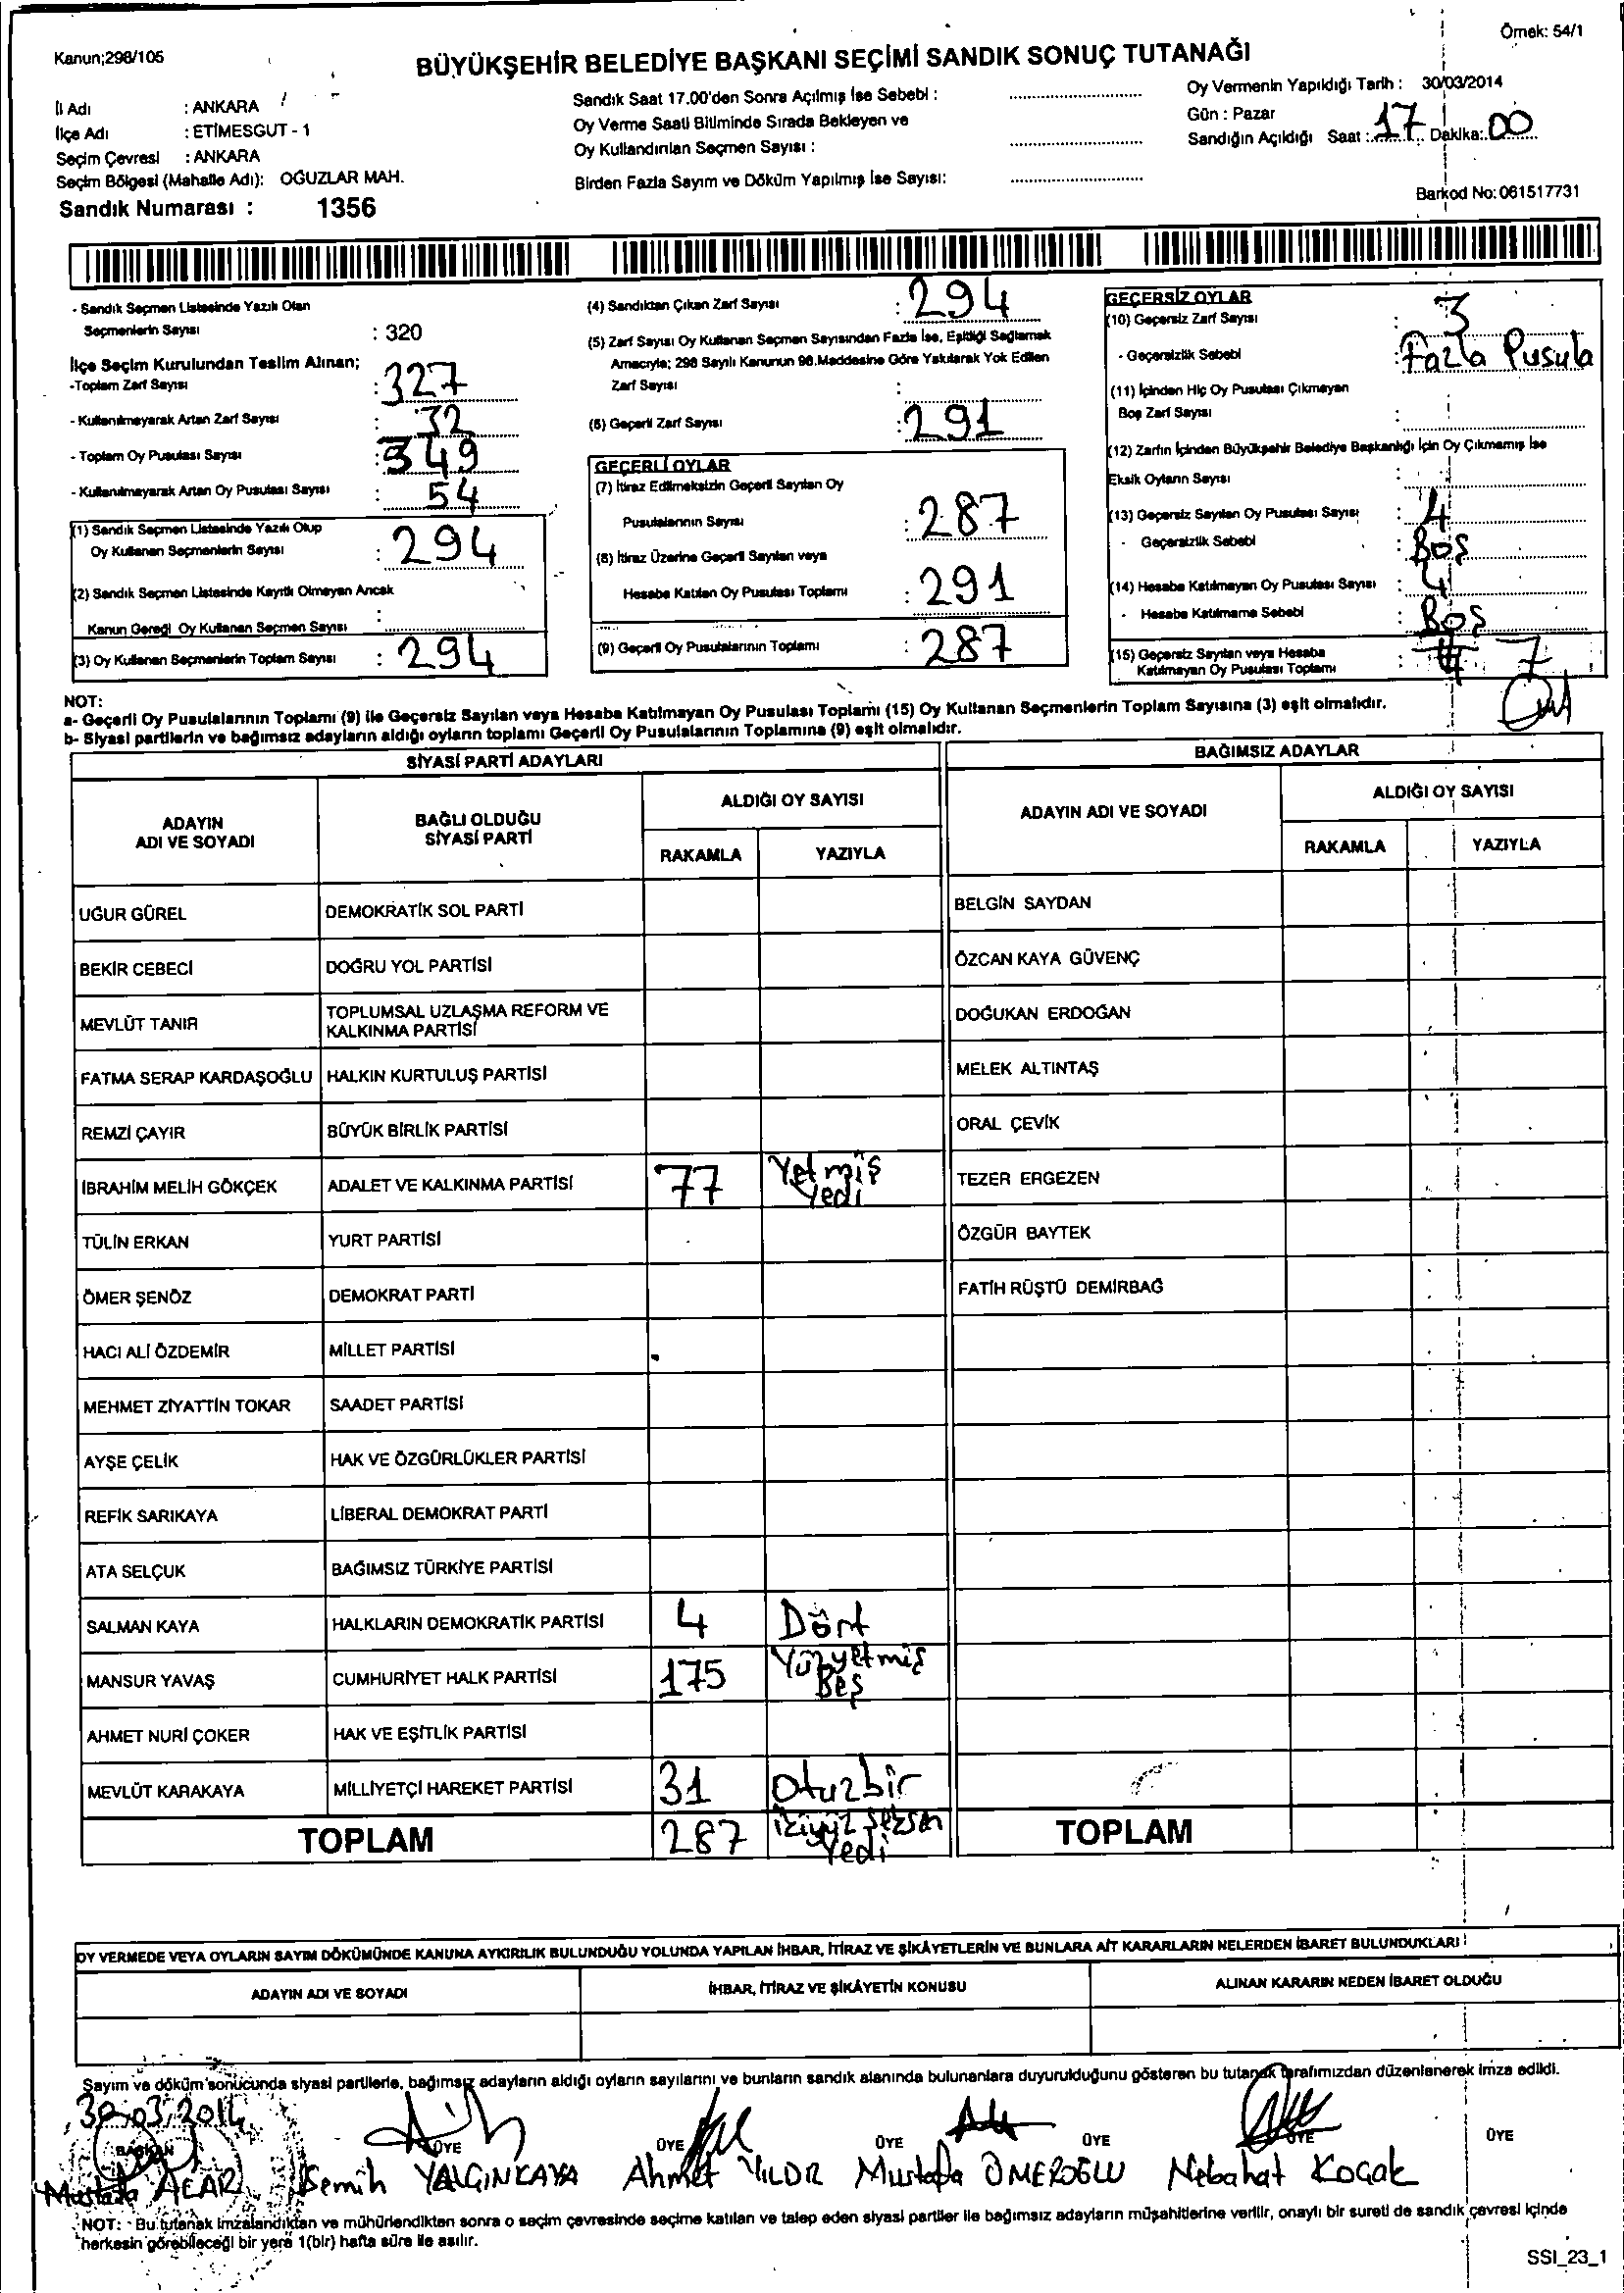 Kanun;298/105
Örnek: 54/1
BÜYÜKŞEHİR BELEDİYE BAŞKANI SEÇİMİ SANDIK SONUÇ TUTANAĞI
İl Adı : ANKARA
İlçe Adı : ETİMESGUT - 1
Seçim Çevresi : ANKARA
Seçim Bölgesi (Mahalle Adı): OĞUZLAR MAH.
Sandık Numarası : 1356
Sandık Saat 17.00'den Sonra Açılmış İse Sebebi :
Oy Verme Saati Bitiminde Sırada Bekleyen ve
Oy Kullandırılan Seçmen Sayısı :
Birden Fazla Sayım ve Döküm Yapılmış İse Sayısı:
Oy Vermenin Yapıldığı Tarih : 30/03/2014
Gün : Pazar
Sandığın Açıldığı Saat : 17 Dakika: 00
Barkod No: 061517731
- Sandık Seçmen Listesinde Yazılı Olan
Seçmenlerin Sayısı : 320
İlçe Seçim Kurulundan Teslim Alınan;
-Toplam Zarf Sayısı : 327
- Kullanılmayarak Artan Zarf Sayısı : 32
- Toplam Oy Pusulası Sayısı : 349
- Kullanılmayarak Artan Oy Pusulası Sayısı : 54
(1) Sandık Seçmen Listesinde Yazılı Olup
Oy Kullanan Seçmenlerin Sayısı : 294
(2) Sandık Seçmen Listesinde Kayıtlı Olmayan Ancak
Kanun Gereği Oy Kullanan Seçmen Sayısı :
(3) Oy Kullanan Seçmenlerin Toplam Sayısı : 294
(4) Sandıktan Çıkan Zarf Sayısı : 294
(5) Zarf Sayısı Oy Kullanan Seçmen Sayısından Fazla İse, Eşitliği Sağlamak
Amacıyla; 298 Sayılı Kanunun 98.Maddesine Göre Yakılarak Yok Edilen
Zarf Sayısı :
(6) Geçerli Zarf Sayısı : 291
GEÇERLİ OYLAR
(7) İtiraz Edilmeksizin Geçerli Sayılan Oy
Pusulalarının Sayısı : 287
(8) İtiraz Üzerine Geçerli Sayılan veya
Hesaba Katılan Oy Pusulası Toplamı : 291
(9) Geçerli Oy Pusulalarının Toplamı : 287
GEÇERSİZ OYLAR
(10) Geçersiz Zarf Sayısı : 3
- Geçersizlik Sebebi : Fazla Pusula
(11) İçinden Hiç Oy Pusulası Çıkmayan
Boş Zarf Sayısı :
(12) Zarfın İçinden Büyükşehir Belediye Başkanlığı İçin Oy Çıkmamış İse
Eksik Oyların Sayısı :
(13) Geçersiz Sayılan Oy Pusulası Sayısı : 4
- Geçersizlik Sebebi : Boş
(14) Hesaba Katılmayan Oy Pusulası Sayısı : 4
- Hesaba Katılmama Sebebi : Boş
(15) Geçersiz Sayılan veya Hesaba
Katılmayan Oy Pusulası Toplamı : 7
NOT:
a- Geçerli Oy Pusulalarının Toplamı (9) ile Geçersiz Sayılan veya Hesaba Katılmayan Oy Pusulası Toplamı (15) Oy Kullanan Seçmenlerin Toplam Sayısına (3) eşit olmalıdır.
b- Siyasi partilerin ve bağımsız adayların aldığı oyların toplamı Geçerli Oy Pusulalarının Toplamına (9) eşit olmalıdır.
SİYASİ PARTİ ADAYLARI
ADAYIN
ADI VE SOYADI
BAĞLI OLDUĞU
SİYASİ PARTİ
ALDIĞI OY SAYISI
RAKAMLA YAZIYLA
UĞUR GÜREL DEMOKRATİK SOL PARTİ
BEKİR CEBECİ DOĞRU YOL PARTİSİ
MEVLÜT TANIR TOPLUMSAL UZLAŞMA REFORM VE
KALKINMA PARTİSİ
FATMA SERAP KARDAŞOĞLU HALKIN KURTULUŞ PARTİSİ
REMZİ ÇAYIR BÜYÜK BİRLİK PARTİSİ
İBRAHİM MELİH GÖKÇEK ADALET VE KALKINMA PARTİSİ 77 Yetmiş
Yedi
TÜLİN ERKAN YURT PARTİSİ
ÖMER ŞENÖZ DEMOKRAT PARTİ
HACI ALİ ÖZDEMİR MİLLET PARTİSİ
MEHMET ZİYATTİN TOKAR SAADET PARTİSİ
AYŞE ÇELİK HAK VE ÖZGÜRLÜKLER PARTİSİ
REFİK SARIKAYA LİBERAL DEMOKRAT PARTİ
ATA SELÇUK BAĞIMSIZ TÜRKİYE PARTİSİ
SALMAN KAYA HALKLARIN DEMOKRATİK PARTİSİ 4 Dört
MANSUR YAVAŞ CUMHURİYET HALK PARTİSİ 175 Yüzyetmiş
Beş
AHMET NURİ ÇOKER HAK VE EŞİTLİK PARTİSİ
MEVLÜT KARAKAYA MİLLİYETÇİ HAREKET PARTİSİ 31 Otuzbir
TOPLAM 287 İkiyüz Seksen
Yedi
BAĞIMSIZ ADAYLAR
ADAYIN ADI VE SOYADI
ALDIĞI OY SAYISI
RAKAMLA YAZIYLA
BELGİN SAYDAN
ÖZCAN KAYA GÜVENÇ
DOĞUKAN ERDOĞAN
MELEK ALTINTAŞ
ORAL ÇEVİK
TEZER ERGEZEN
ÖZGÜR BAYTEK
FATİH RÜŞTÜ DEMİRBAĞ
TOPLAM
OY VERMEDE VEYA OYLARIN SAYIM DÖKÜMÜNDE KANUNA AYKIRILIK BULUNDUĞU YOLUNDA YAPILAN İHBAR, İTİRAZ VE ŞİKÂYETLERİN VE BUNLARA AİT KARARLARIN NELERDEN İBARET BULUNDUKLARI
ADAYIN ADI VE SOYADI İHBAR, İTİRAZ VE ŞİKÂYETİN KONUSU ALINAN KARARIN NEDEN İBARET OLDUĞU
Sayım ve döküm sonucunda siyasi partilerle, bağımsız adayların aldığı oyların sayılarını ve bunların sandık alanında bulunanlara duyurulduğunu gösteren bu tutanak tarafımızdan düzenlenerek imza edildi.
30.03.2014
BAŞKAN ÜYE ÜYE ÜYE ÜYE ÜYE ÜYE
Mustafa ACAR Semih YALÇINKAYA Ahmet YILDIZ Mustafa ÖMEROĞLU Nebahat Koçak
NOT: - Bu tutanak imzalandıktan ve mühürlendikten sonra o seçim çevresinde seçime katılan ve talep eden siyasi partiler ile bağımsız adayların müşahitlerine verilir, onaylı bir sureti de sandık çevresi içinde
herkesin görebileceği bir yere 1(bir) hafta süre ile asılır.
SSI_23_1